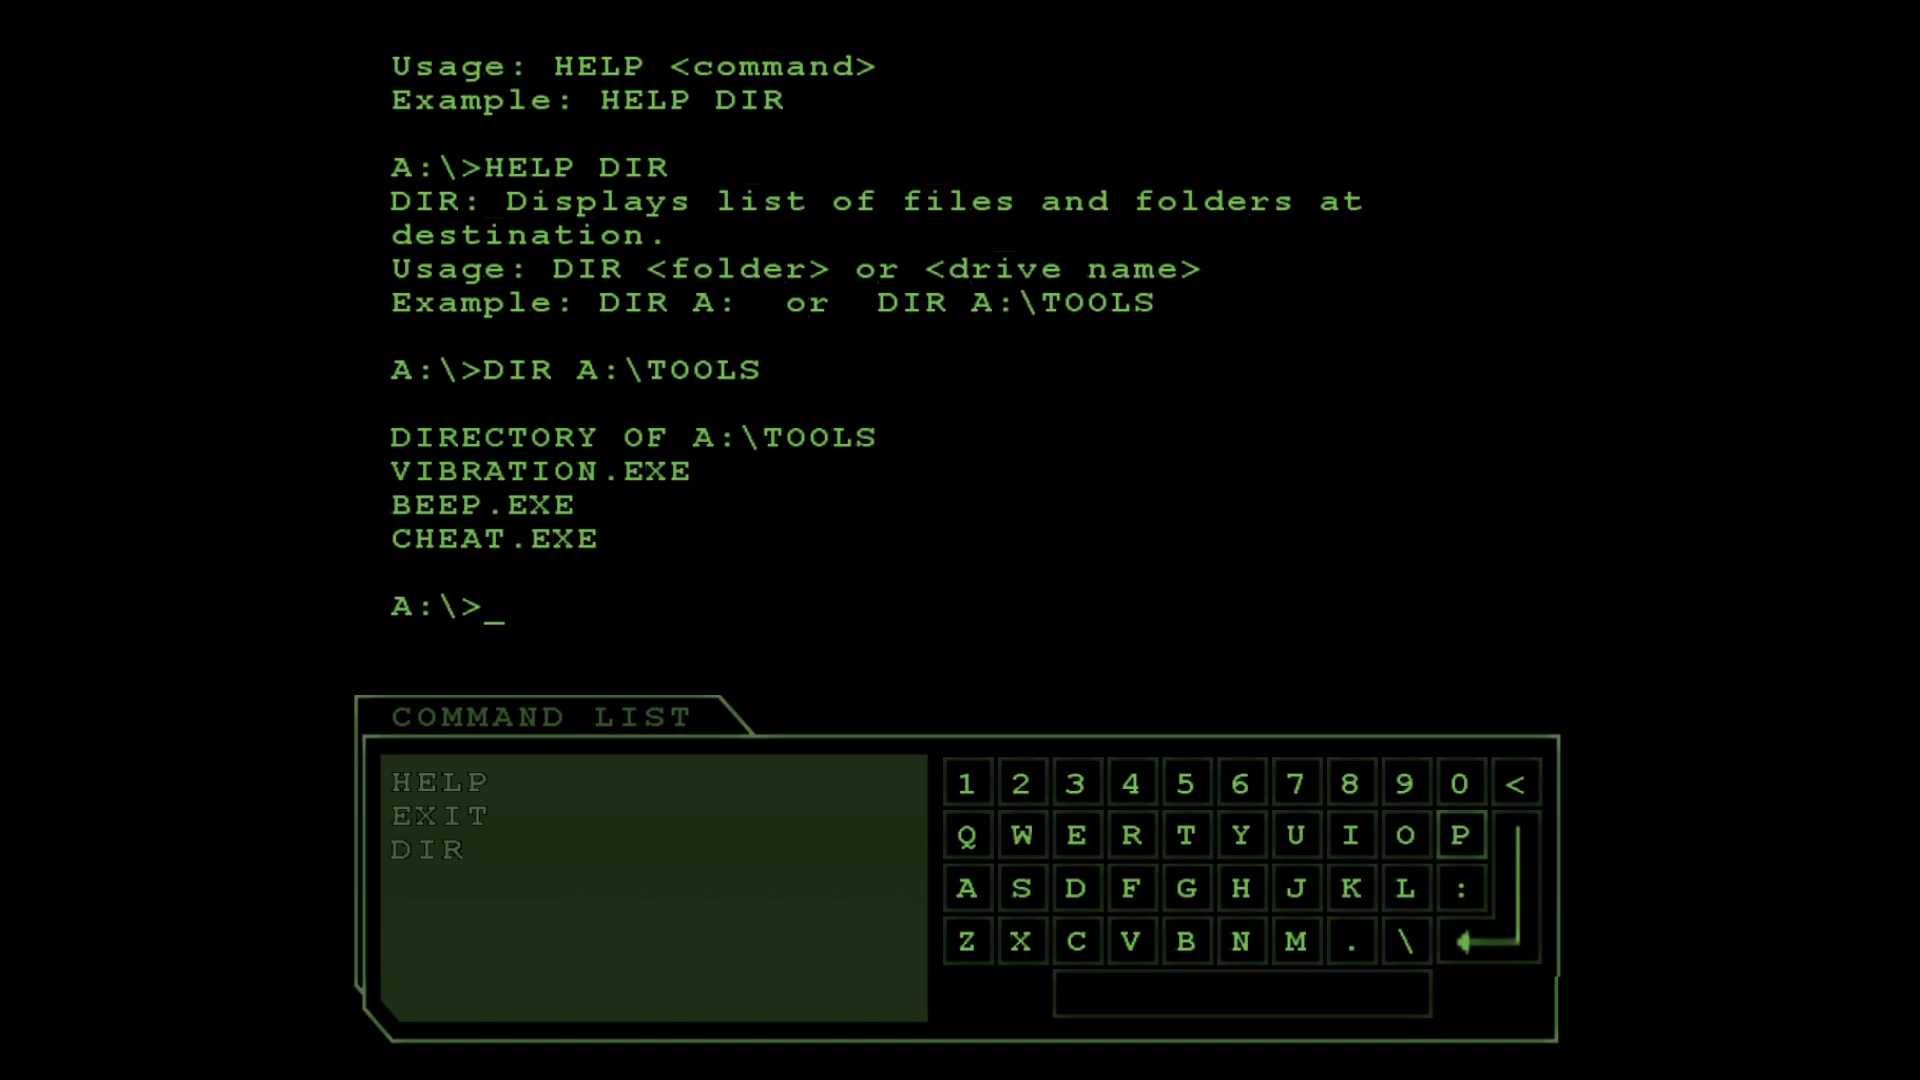 Usage: HELP <command>
Example: HELP DIR
A:\>HELP DIR
DIR: Displays list of files and folders at
destination.
Usage: DIR <folder> or <drive name>
Example: DIR A:  or  DIR A:\TOOLS
A:\>DIR A:\TOOLS
DIRECTORY OF A:\TOOLS
VIBRATION.EXE
BEEP.EXE
CHEAT.EXE
A:\>_
COMMAND LIST
HELP
EXIT
DIR
1 2 3 4 5 6 7 8 9 0 <
Q W E R T Y U I O P
A S D F G H J K L :
Z X C V B N M . \